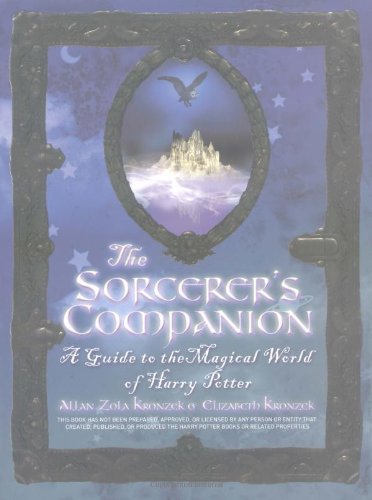 The
SORCERER'S
COMPANION
A Guide to the Magical World
of Harry Potter
ALLAN ZOLA KRONZEK & ELIZABETH KRONZEK
THIS BOOK HAS NOT BEEN PREPARED, APPROVED, OR LICENSED BY ANY PERSON OR ENTITY THAT
CREATED, PUBLISHED, OR PRODUCED THE HARRY POTTER BOOKS OR RELATED PROPERTIES